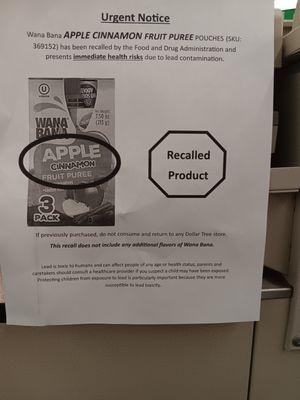 Urgent Notice
Wana Bana APPLE CINNAMON FRUIT PUREE POUCHES (SKU:
369152) has been recalled by the Food and Drug Administration and
presents immediate health risks due to lead contamination.
U
WANA
BANA
APPLE
CINNAMON
FRUIT PUREE
3
PACK
Recalled
Product
If previously purchased, do not consume and return to any Dollar Tree store.
This recall does not include any additional flavors of Wana Bana.
Lead is toxic to humans and can affect people of any age or health status, parents and
caretakers should consult a healthcare provider if you suspect a child may have been exposed.
Protecting children from exposure to lead is particularly important because they are more
susceptible to lead toxicity.